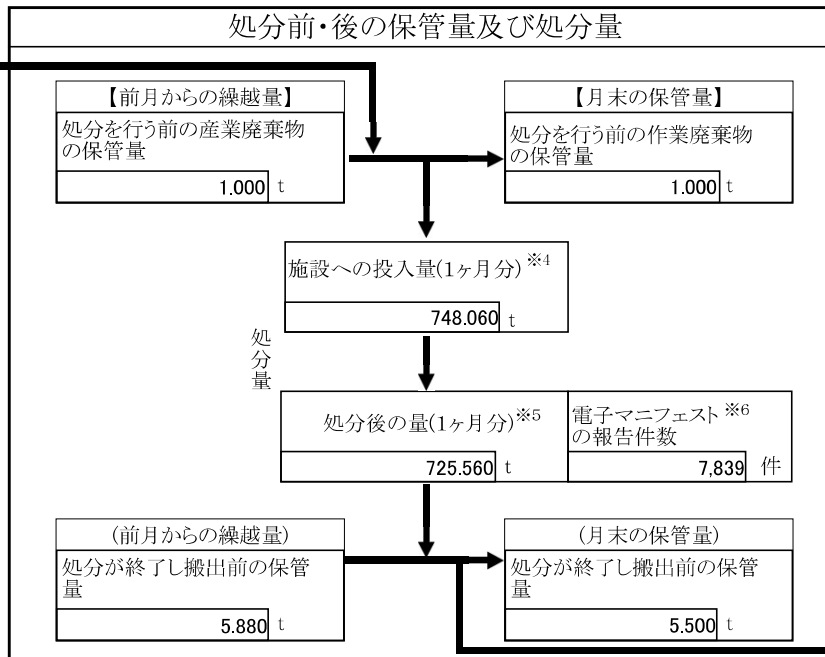 処分前・後の保管量及び処分量
【前月からの繰越量】
処分を行う前の産業廃棄物
の保管量
1.000 t
【月末の保管量】
処分を行う前の作業廃棄物
の保管量
1.000 t
施設への投入量(1ヶ月分)※4
748.060 t
処分量
処分後の量(1ヶ月分)※5
725.560 t
電子マニフェスト※6
の報告件数
7,839 件
(前月からの繰越量)
処分が終了し搬出前の保管
量
5.880 t
(月末の保管量)
処分が終了し搬出前の保管
量
5.500 t